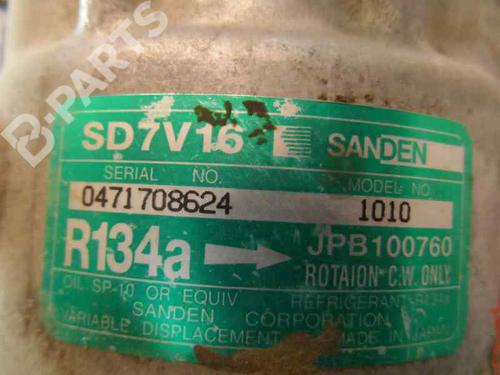 B-PARTS
SD7V16 SANDEN
SERIAL NO. MODEL NO
0471708624 1010
R134a JPB100760
ROTAION C.W. ONLY
OIL SP-10 OR EQUIV REFRIGERANT:R134a
SANDEN CORPORATION
VARIABLE DISPLACEMENT MADE IN JAPAN